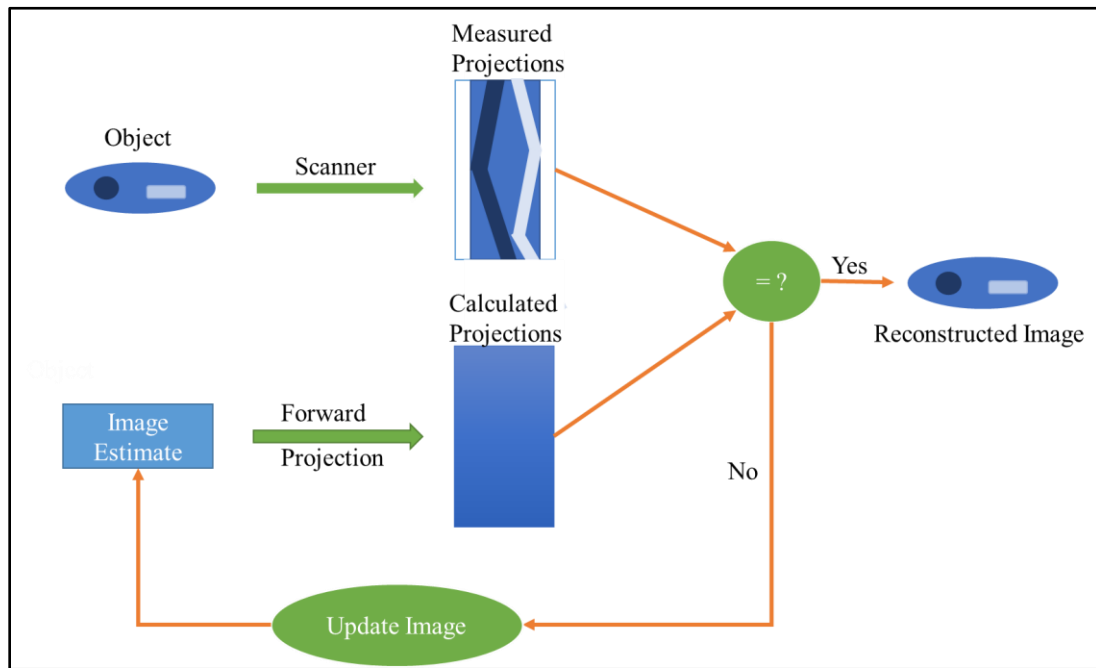 Measured
Projections
Object
Scanner
= ?
Yes
Reconstructed Image
Calculated
Projections
Image
Estimate
Forward
Projection
No
Update Image